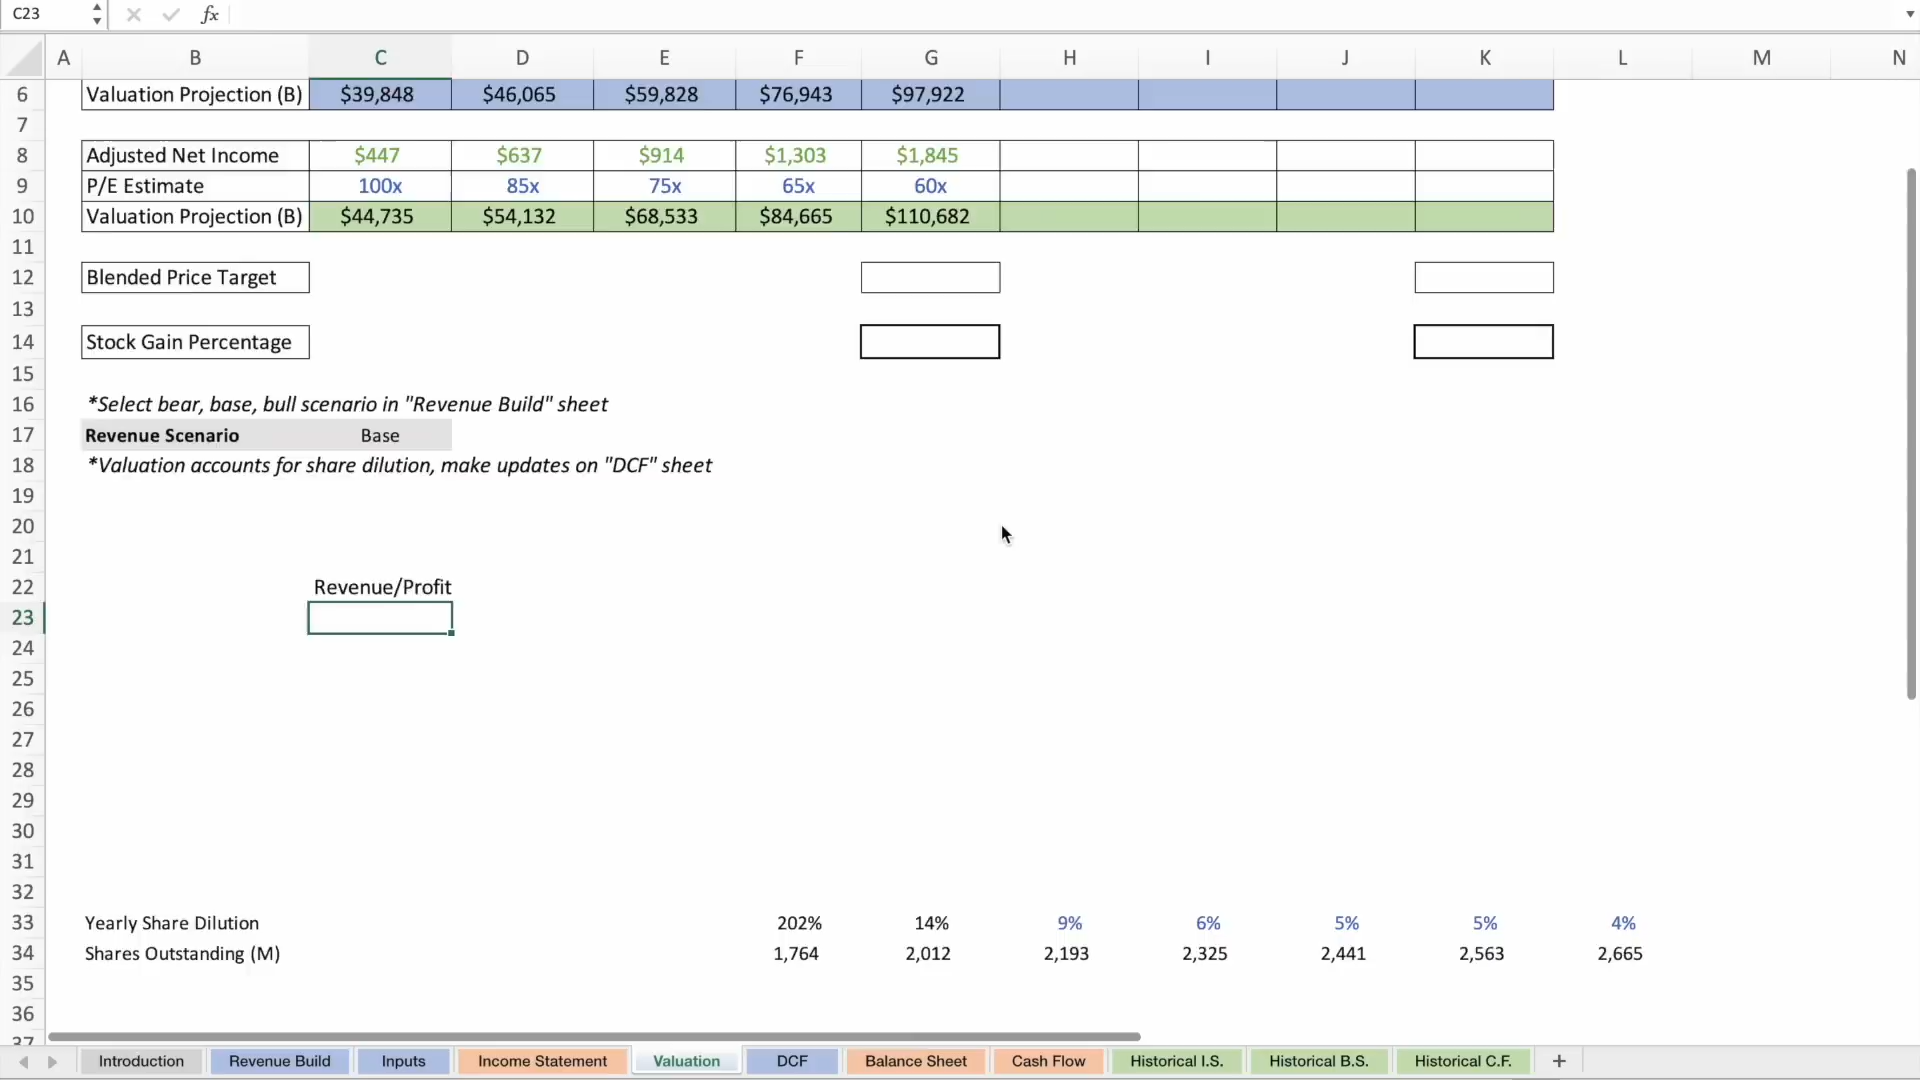 C23 fx
A B C D E F G H I J K L M N
6 Valuation Projection (B) $39,848 $46,065 $59,828 $76,943 $97,922
7
8 Adjusted Net Income $447 $637 $914 $1,303 $1,845
9 P/E Estimate 100x 85x 75x 65x 60x
10 Valuation Projection (B) $44,735 $54,132 $68,533 $84,665 $110,682
11
12 Blended Price Target
13
14 Stock Gain Percentage
15
16 *Select bear, base, bull scenario in "Revenue Build" sheet
17 Revenue Scenario Base
18 *Valuation accounts for share dilution, make updates on "DCF" sheet
19
20
21
22 Revenue/Profit
23
24
25
26
27
28
29
30
31
32
33 Yearly Share Dilution 202% 14% 9% 6% 5% 5% 4%
34 Shares Outstanding (M) 1,764 2,012 2,193 2,325 2,441 2,563 2,665
35
36
37
Introduction Revenue Build Inputs Income Statement Valuation DCF Balance Sheet Cash Flow Historical I.S. Historical B.S. Historical C.F. +